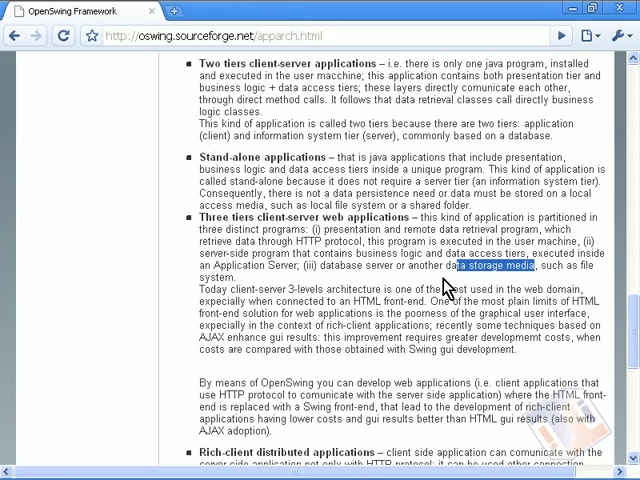 OpenSwing Framework
http://oswing.sourceforge.net/apparch.html
Two tiers client-server applications – i.e. there is only one java program, installed
and executed in the user macchine; this application contains both presentation tier and
business logic + data access tiers; these layers directly comunicate each other,
through direct method calls. It follows that data retrieval classes call directly business
logic classes.
This kind of application is called two tiers because there are two tiers: application
(client) and information system tier (server), commonly based on a database.
Stand-alone applications – that is java applications that include presentation,
business logic and data access tiers inside a unique program. This kind of application is
called stand-alone because it does not require a server tier (an information system tier).
Consequently, there is not a data persistence need or data must be stored on a local
access media, such as local file system or a shared folder.
Three tiers client-server web applications – this kind of application is partitioned in
three distinct programs: (i) presentation and remote data retrieval program, which
retrieve data through HTTP protocol, this program is executed in the user machine, (ii)
server-side program that contains business logic and data access tiers, executed inside
an Application Server; (iii) database server or another data storage media, such as file
system.
Today client-server 3-levels architecture is one of the most used in the web domain,
expecially when connected to an HTML front-end. One of the most plain limits of HTML
front-end solution for web applications is the poorness of the graphical user interface,
expecially in the context of rich-client applications; recently some techniques based on
AJAX enhance gui results: this improvement requires greater developemt costs, when
costs are compared with those obtained with Swing gui development.
By means of OpenSwing you can develop web applications (i.e. client applications that
use HTTP protocol to comunicate with the server side application) where the HTML front-
end is replaced with a Swing front-end, that lead to the development of rich-client
applications having lower costs and gui results better than HTML gui results (also with
AJAX adoption).
Rich-client distributed applications – client side application can comunicate with the
server side application not only with HTTP protocol: it can be used other connection